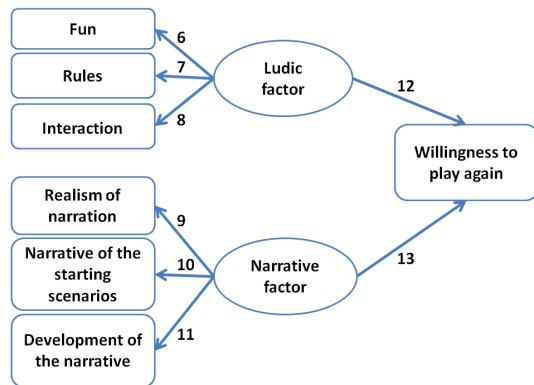 Fun
6
Rules
7
Interaction
8
Ludic
factor
12
Willingness to
play again
Realism of
narration
9
Narrative of the
starting
scenarios
10
Development of
the narrative
11
Narrative
factor
13